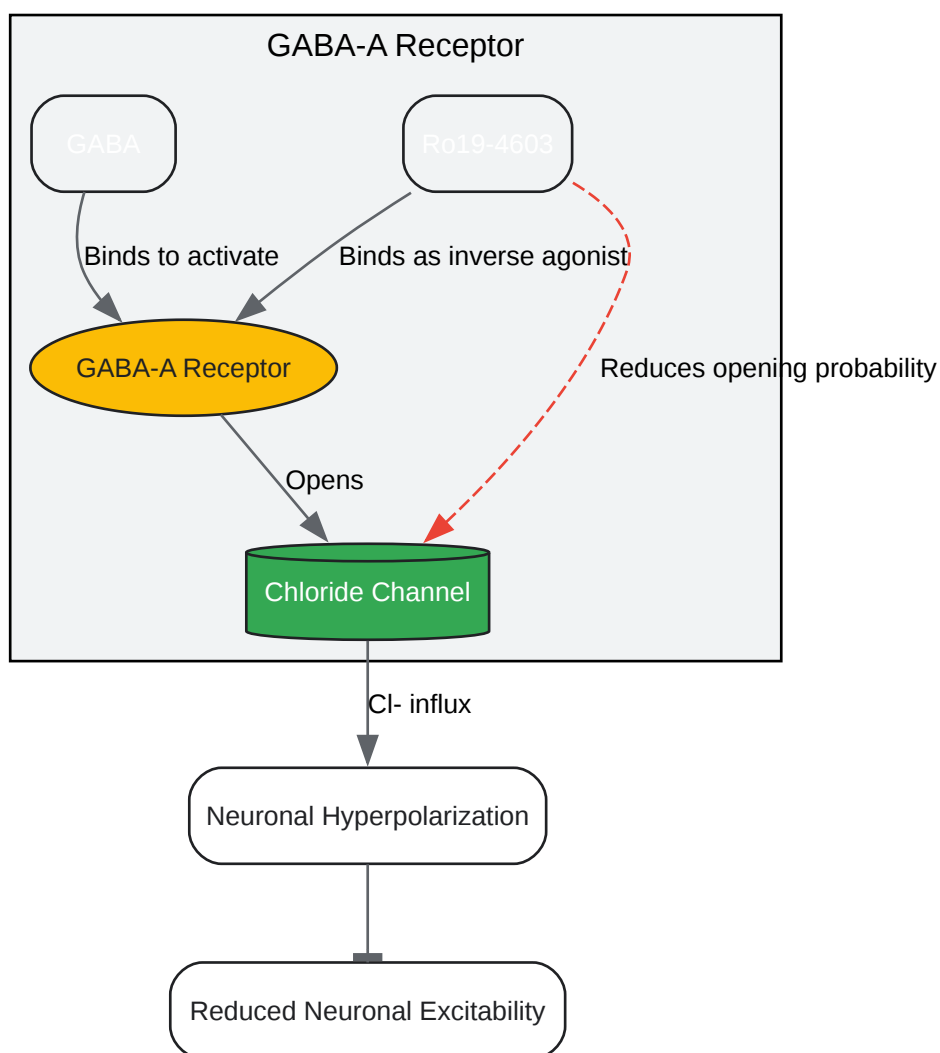 GABA-A Receptor
GABA
Ro19-4603
Binds to activate
Binds as inverse agonist
GABA-A Receptor
Reduces opening probability
Opens
Chloride Channel
Cl- influx
Neuronal Hyperpolarization
Reduced Neuronal Excitability